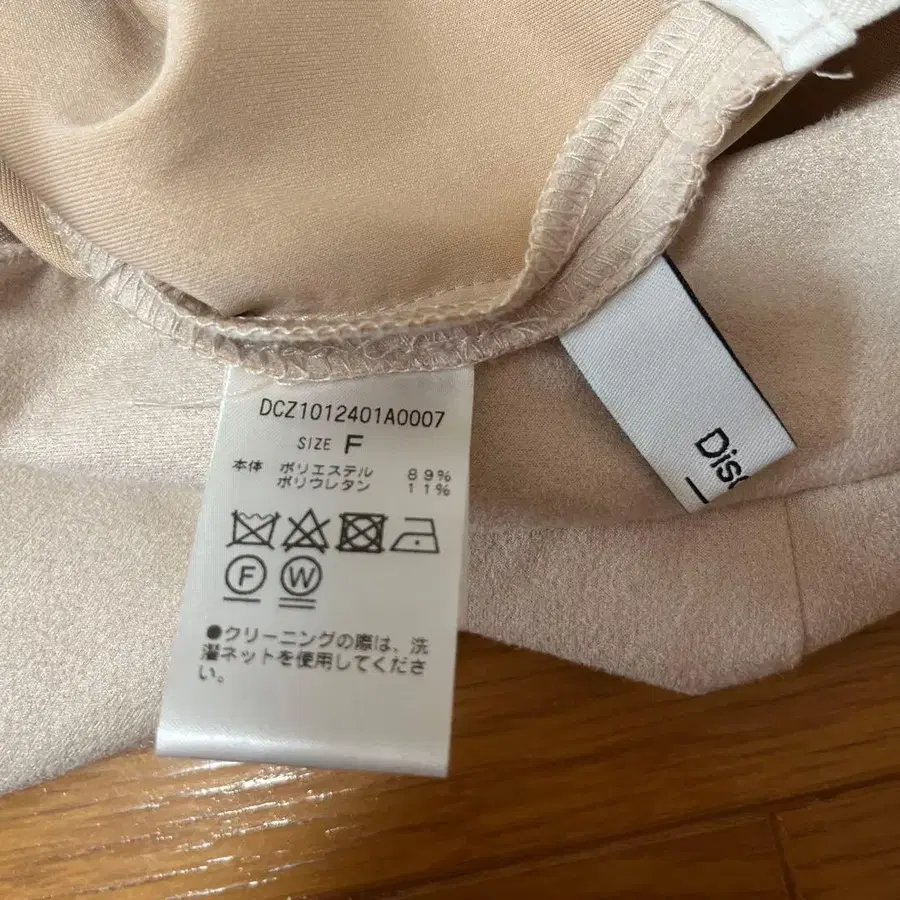 DCZ1012401A0007
SIZE F
本体 ポリエステル 89%
ポリウレタン 11%
F W
●クリーニングの際は、洗
濯ネットを使用してくださ
い。
Disc